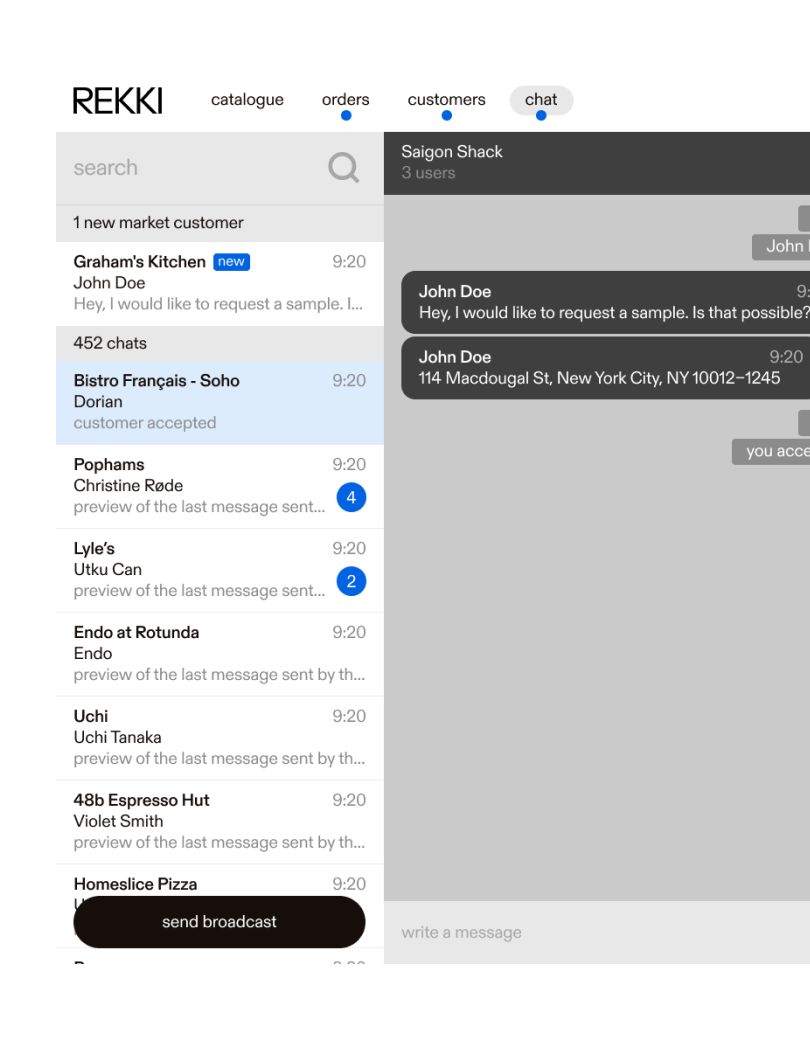 REKKI
catalogue
orders
customers
chat
search
1 new market customer
Graham's Kitchen new 9:20
John Doe
Hey, I would like to request a sample. I...
452 chats
Bistro Français - Soho 9:20
Dorian
customer accepted
Pophams 9:20
Christine Røde
preview of the last message sent... 4
Lyle’s 9:20
Utku Can
preview of the last message sent... 2
Endo at Rotunda 9:20
Endo
preview of the last message sent by th...
Uchi 9:20
Uchi Tanaka
preview of the last message sent by th...
48b Espresso Hut 9:20
Violet Smith
preview of the last message sent by th...
Homeslice Pizza 9:20
send broadcast
Saigon Shack
3 users
John
John Doe 9:
Hey, I would like to request a sample. Is that possible?
John Doe 9:20
114 Macdougal St, New York City, NY 10012–1245
you acce
write a message